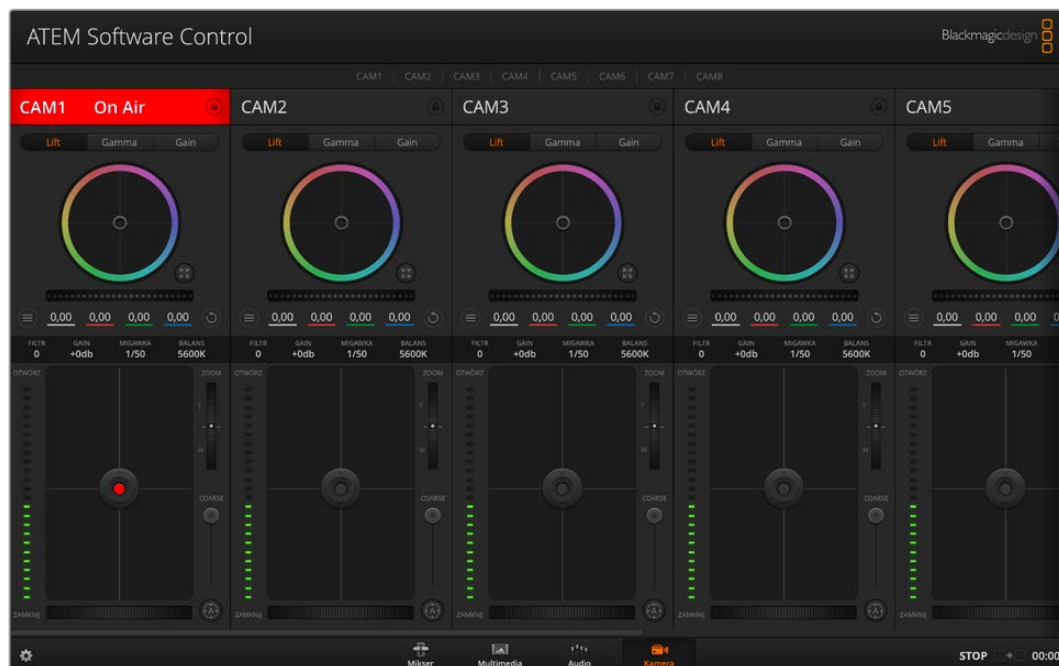 ATEM Software Control
Blackmagicdesign
CAM1 CAM2 CAM3 CAM4 CAM5 CAM6 CAM7 CAM8
CAM1 On Air CAM2 CAM3 CAM4 CAM5
Lift Gamma Gain Lift Gamma Gain Lift Gamma Gain Lift Gamma Gain Lift Gamma
0,00 0,00 0,00 0,00 0,00 0,00 0,00 0,00 0,00 0,00 0,00 0,00 0,00 0,00 0,00 0,00 0,00 0,00 0,00
FILTR GAIN MIGAWKA BALANS FILTR GAIN MIGAWKA BALANS FILTR GAIN MIGAWKA BALANS FILTR GAIN MIGAWKA BALANS FILTR GAIN MIGAWKA
0 +0db 1/50 5600K 0 +0db 1/50 5600K 0 +0db 1/50 5600K 0 +0db 1/50 5600K 0 +0db 1/50
OTWÓRZ ZOOM OTWÓRZ ZOOM OTWÓRZ ZOOM OTWÓRZ ZOOM OTWÓRZ
T T T T
W W W W
COARSE COARSE COARSE COARSE
ZAMKNIJ A ZAMKNIJ A ZAMKNIJ A ZAMKNIJ A ZAMKNIJ
Mikser Multimedia Audio Kamera
STOP 00:00